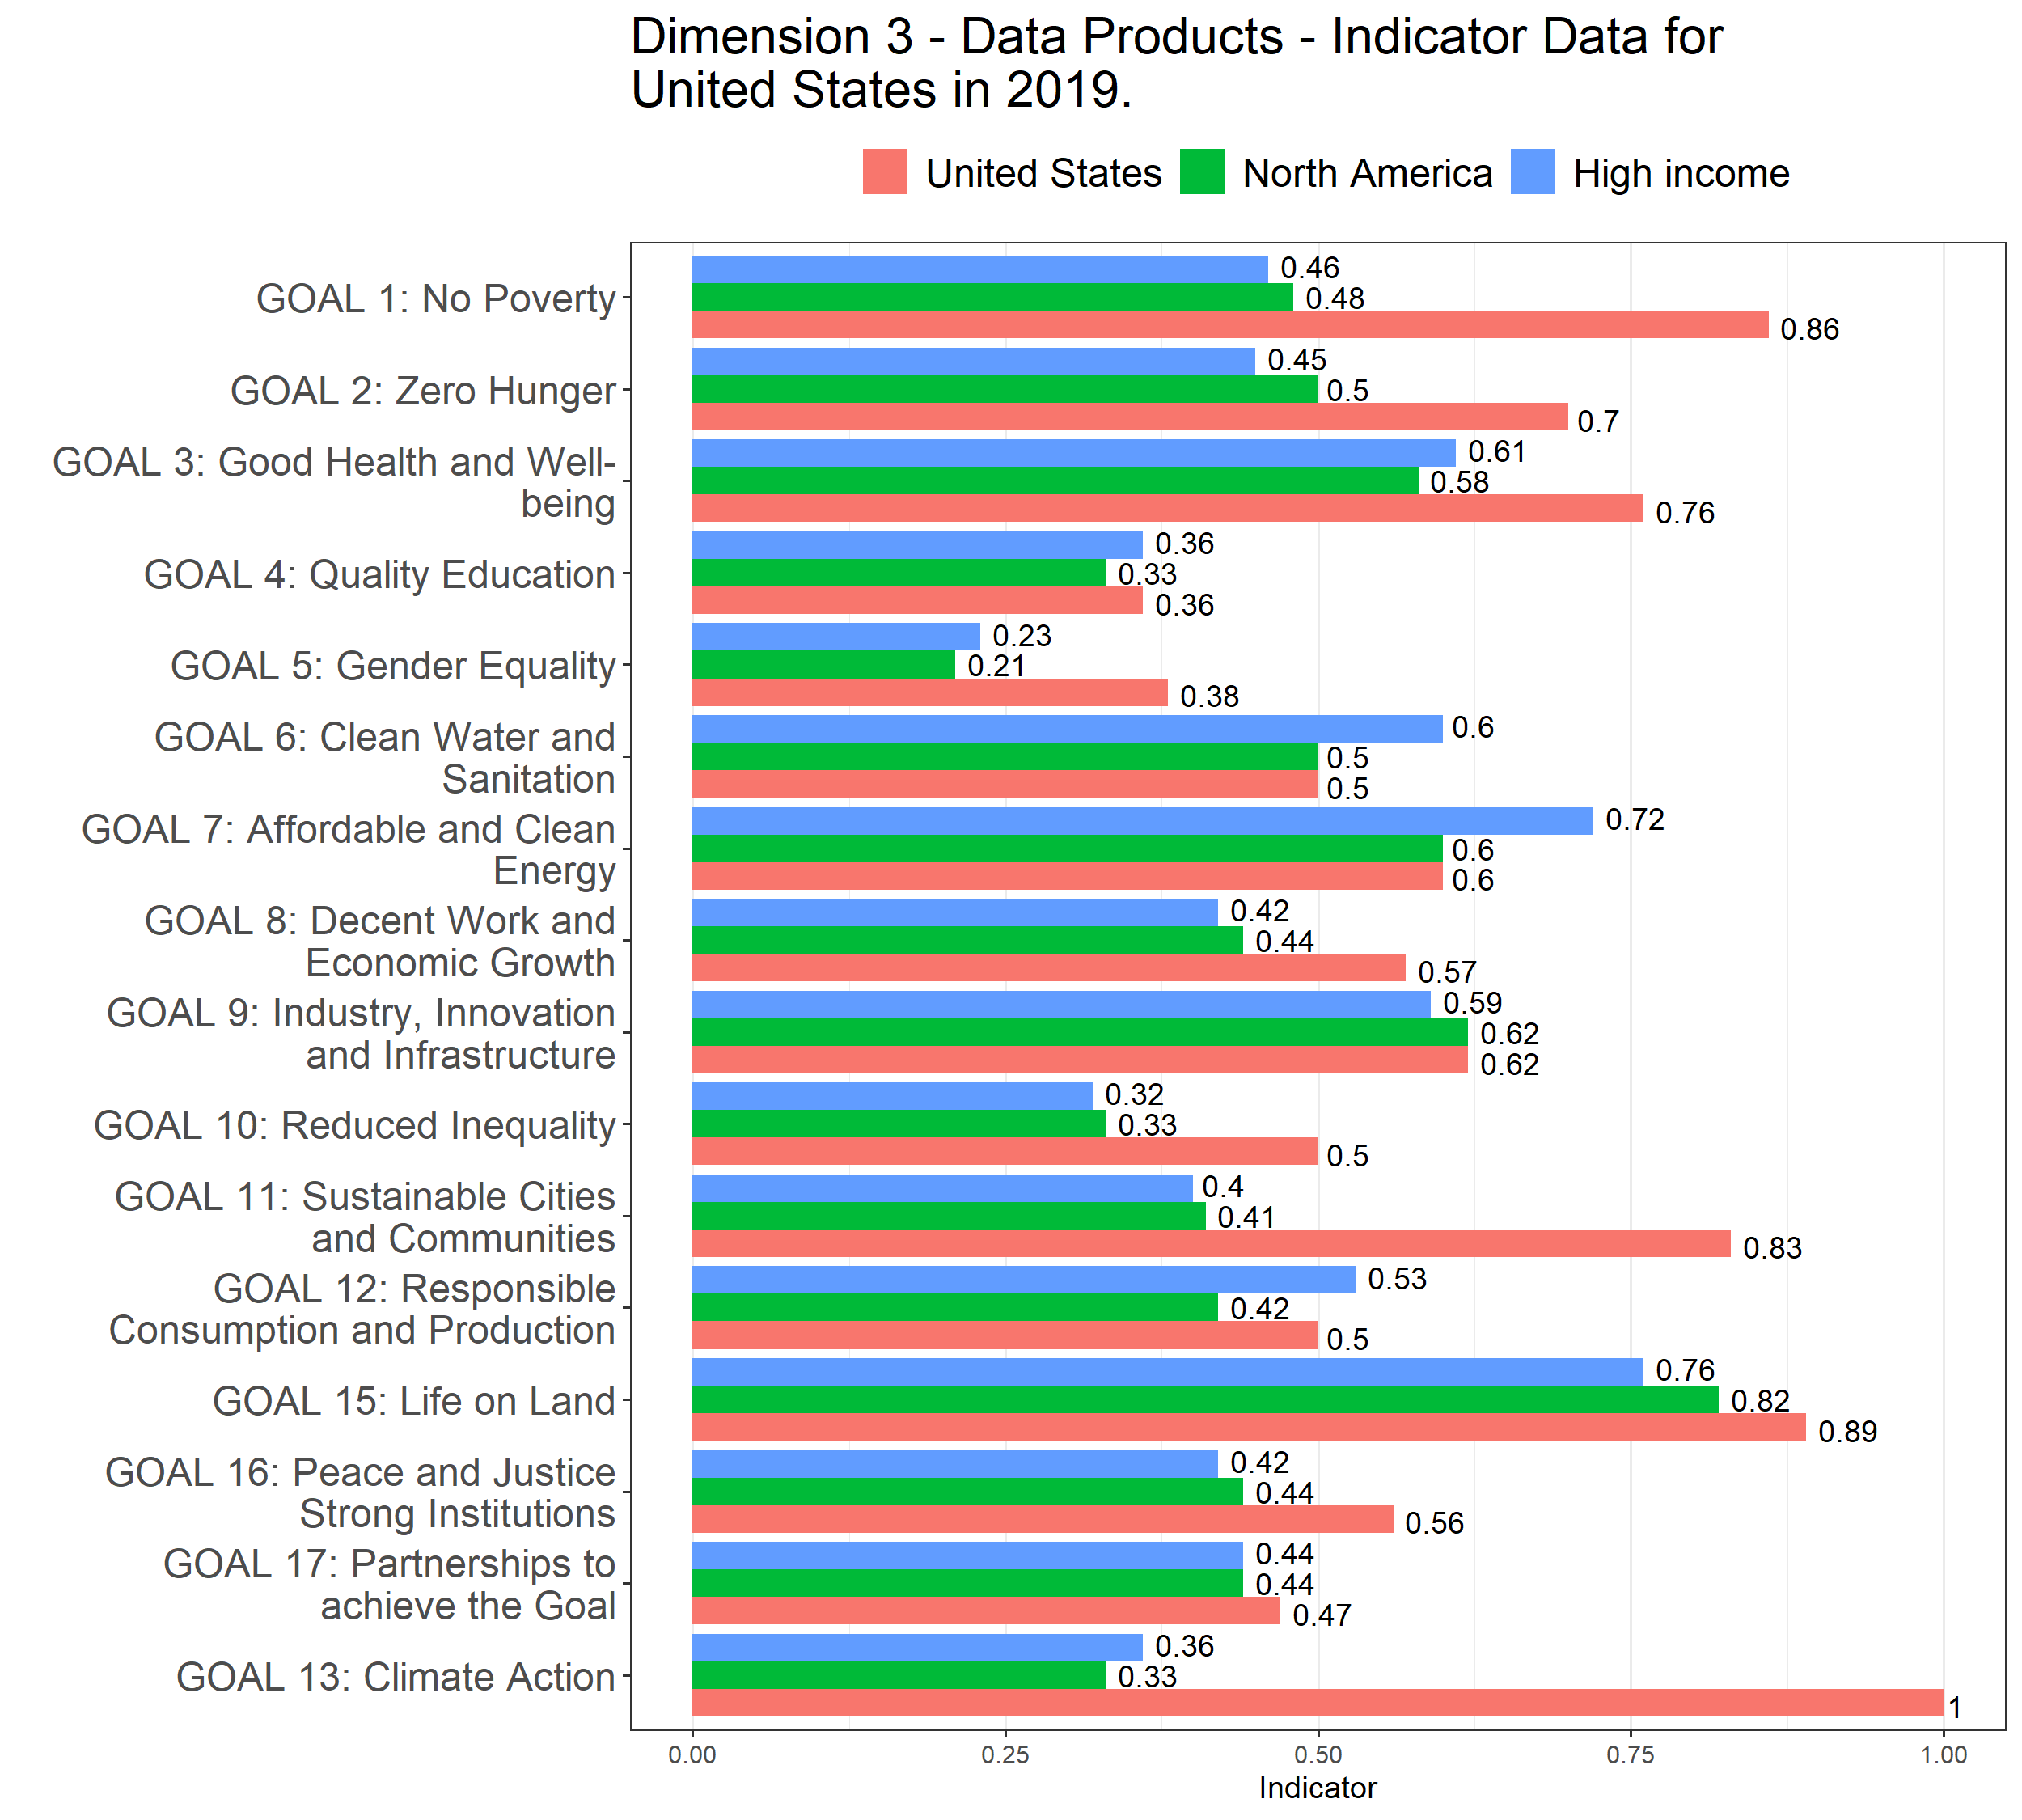 Dimension 3 - Data Products - Indicator Data for
United States in 2019.
United States North America High income
GOAL 1: No Poverty
0.46
0.48
0.86
GOAL 2: Zero Hunger
0.45
0.5
0.7
GOAL 3: Good Health and Well-
being
0.61
0.58
0.76
GOAL 4: Quality Education
0.36
0.33
0.36
GOAL 5: Gender Equality
0.23
0.21
0.38
GOAL 6: Clean Water and
Sanitation
0.6
0.5
0.5
GOAL 7: Affordable and Clean
Energy
0.72
0.6
0.6
GOAL 8: Decent Work and
Economic Growth
0.42
0.44
0.57
GOAL 9: Industry, Innovation
and Infrastructure
0.59
0.62
0.62
GOAL 10: Reduced Inequality
0.32
0.33
0.5
GOAL 11: Sustainable Cities
and Communities
0.4
0.41
0.83
GOAL 12: Responsible
Consumption and Production
0.53
0.42
0.5
GOAL 15: Life on Land
0.76
0.82
0.89
GOAL 16: Peace and Justice
Strong Institutions
0.42
0.44
0.56
GOAL 17: Partnerships to
achieve the Goal
0.44
0.44
0.47
GOAL 13: Climate Action
0.36
0.33
1
0.00 0.25 0.50 0.75 1.00
Indicator